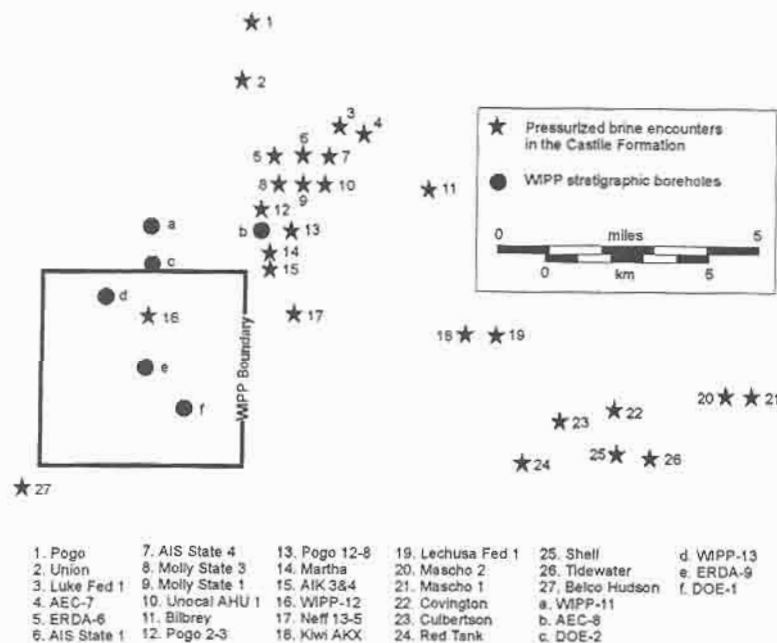 1
2
3
4
6
5
7
8
10
9
11
12
a
b
13
c
14
15
d
16
17
e
f
WIPP Boundary
18
19
20
21
22
23
24
25
26
27
Pressurized brine encounters
in the Castile Formation
WIPP stratigraphic boreholes
0 miles 5
0 km 6
1. Pogo
2. Union
3. Luke Fed 1
4. AEC-7
5. ERDA-6
6. AIS State 1
7. AIS State 4
8. Molly State 3
9. Molly State 1
10. Unocal AHU 1
11. Bilbrey
12. Pogo 2-3
13. Pogo 12-8
14. Martha
15. AIK 3&4
16. WIPP-12
17. Neff 13-5
18. Kiwi AKX
19. Lechusa Fed 1
20. Mascho 2
21. Mascho 1
22. Covington
23. Culbertson
24. Red Tank
25. Shell
26. Tidewater
27. Belco Hudson
a. WIPP-11
b. AEC-8
c. DOE-2
d. WIPP-13
e. ERDA-9
f. DOE-1